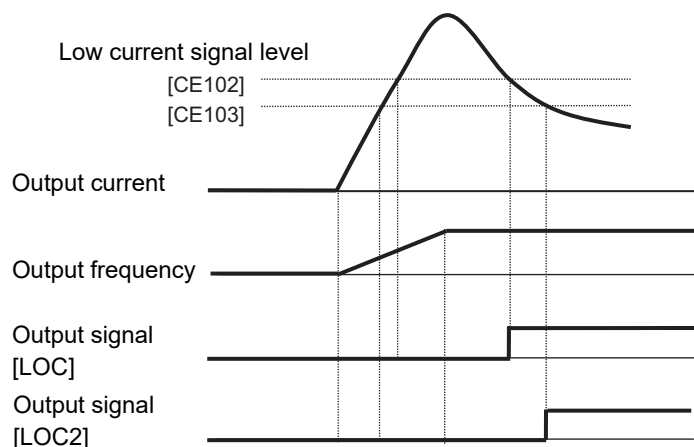 Low current signal level
[CE102]
[CE103]
Output current
Output frequency
Output signal
[LOC]
Output signal
[LOC2]